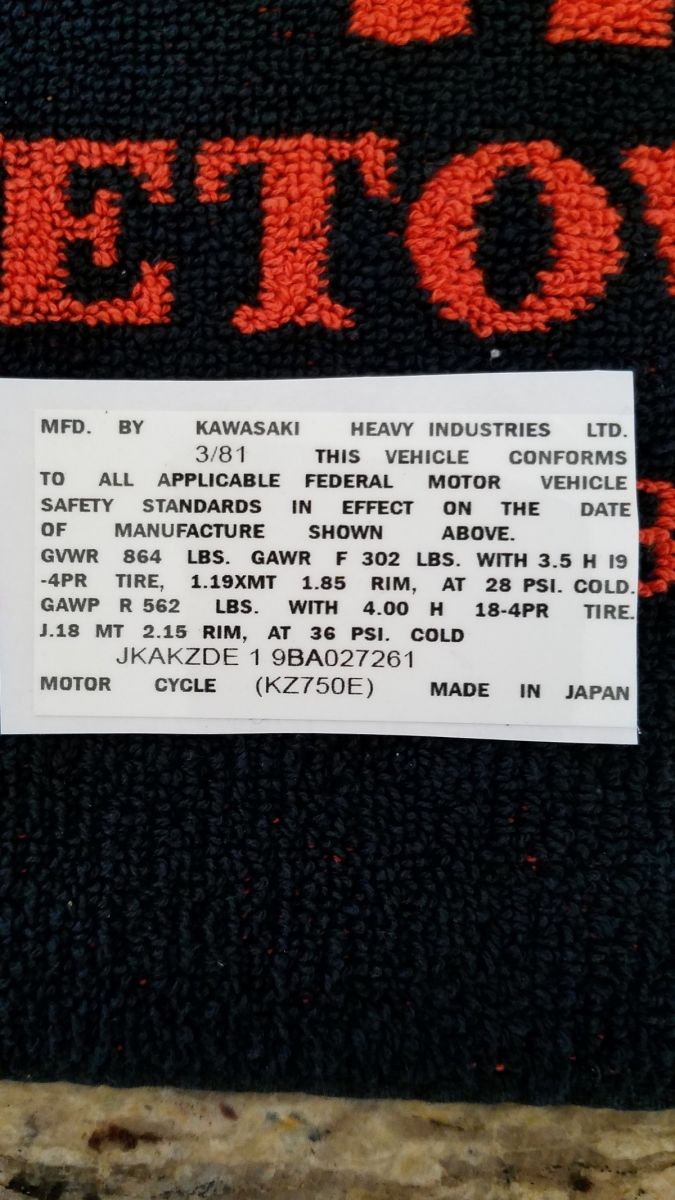 ETO
MFD. BY KAWASAKI HEAVY INDUSTRIES LTD.
3/81 THIS VEHICLE CONFORMS
TO ALL APPLICABLE FEDERAL MOTOR VEHICLE
SAFETY STANDARDS IN EFFECT ON THE DATE
OF MANUFACTURE SHOWN ABOVE.
GVWR 864 LBS. GAWR F 302 LBS. WITH 3.5 H I9
-4PR TIRE, 1.19XMT 1.85 RIM, AT 28 PSI. COLD.
GAWP R 562 LBS. WITH 4.00 H 18-4PR TIRE.
J.18 MT 2.15 RIM, AT 36 PSI. COLD
JKAKZDE 1 9BA027261
MOTOR CYCLE (KZ750E) MADE IN JAPAN